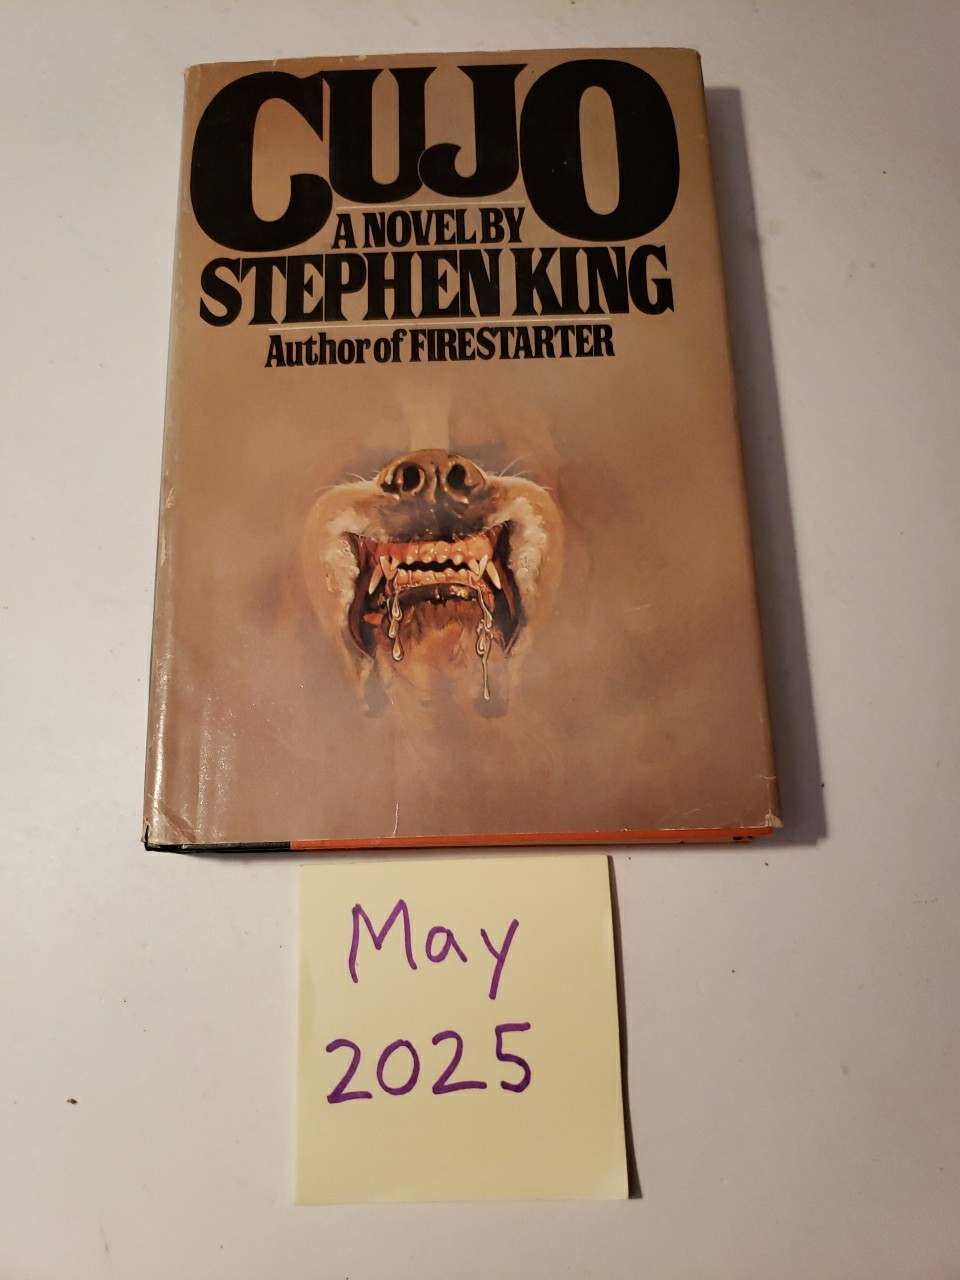 CUJO
A NOVEL BY
STEPHEN KING
Author of FIRESTARTER
May
2025